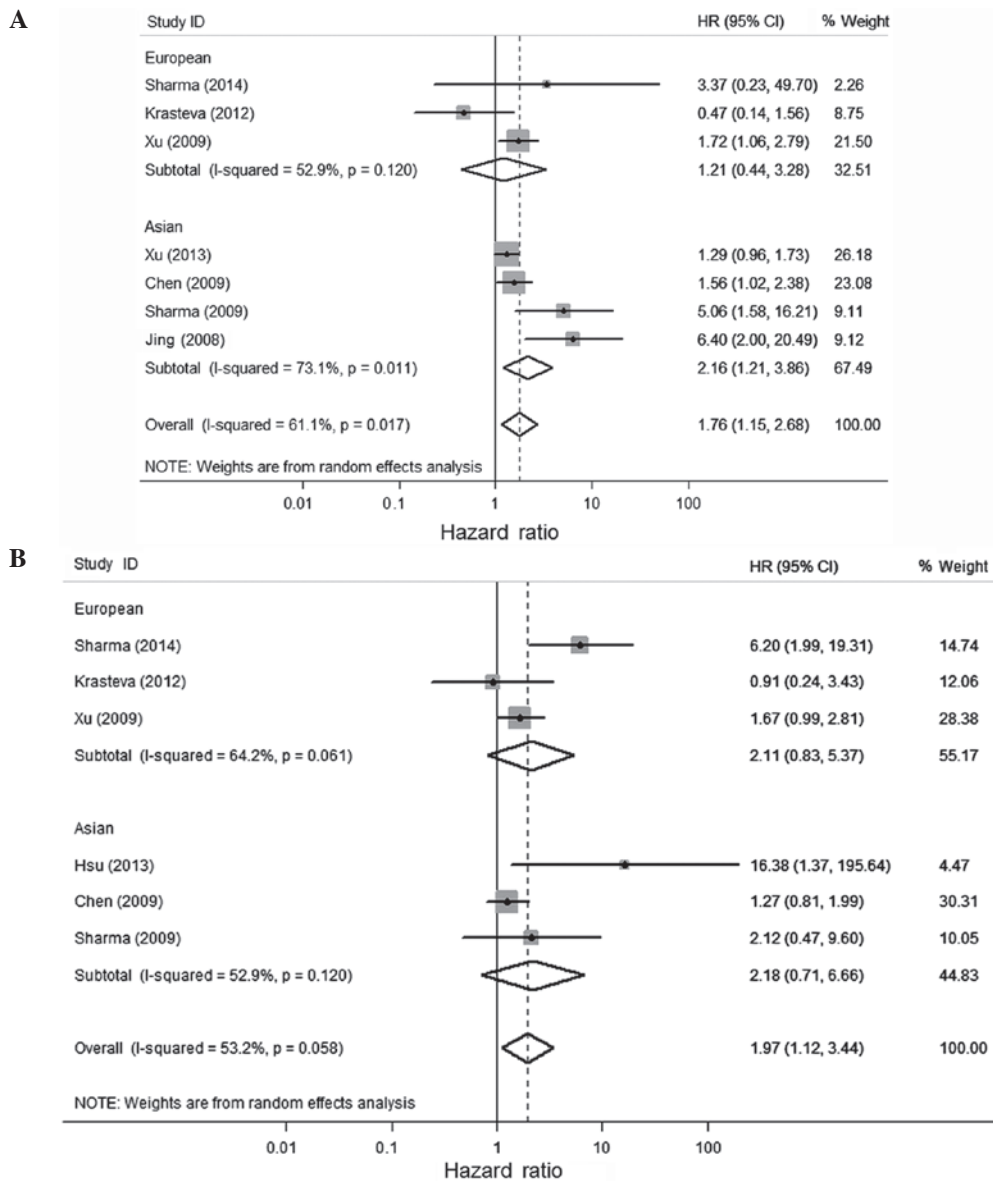 A
Study ID HR (95% CI) % Weight
European
Sharma (2014) 3.37 (0.23, 49.70) 2.26
Krasteva (2012) 0.47 (0.14, 1.56) 8.75
Xu (2009) 1.72 (1.06, 2.79) 21.50
Subtotal (I-squared = 52.9%, p = 0.120) 1.21 (0.44, 3.28) 32.51
Asian
Xu (2013) 1.29 (0.96, 1.73) 26.18
Chen (2009) 1.56 (1.02, 2.38) 23.08
Sharma (2009) 5.06 (1.58, 16.21) 9.11
Jing (2008) 6.40 (2.00, 20.49) 9.12
Subtotal (I-squared = 73.1%, p = 0.011) 2.16 (1.21, 3.86) 67.49
Overall (I-squared = 61.1%, p = 0.017) 1.76 (1.15, 2.68) 100.00
NOTE: Weights are from random effects analysis
0.01 0.1 1 10 100
Hazard ratio
B
Study ID HR (95% CI) % Weight
European
Sharma (2014) 6.20 (1.99, 19.31) 14.74
Krasteva (2012) 0.91 (0.24, 3.43) 12.06
Xu (2009) 1.67 (0.99, 2.81) 28.38
Subtotal (I-squared = 64.2%, p = 0.061) 2.11 (0.83, 5.37) 55.17
Asian
Hsu (2013) 16.38 (1.37, 195.64) 4.47
Chen (2009) 1.27 (0.81, 1.99) 30.31
Sharma (2009) 2.12 (0.47, 9.60) 10.05
Subtotal (I-squared = 52.9%, p = 0.120) 2.18 (0.71, 6.66) 44.83
Overall (I-squared = 53.2%, p = 0.058) 1.97 (1.12, 3.44) 100.00
NOTE: Weights are from random effects analysis
0.01 0.1 1 10 100
Hazard ratio